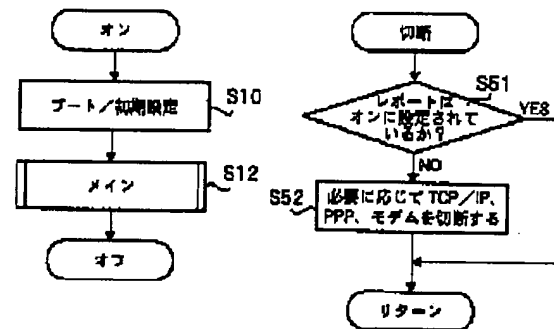 オン
ブート/初期設定
S10
メイン
S12
オフ
切断
S51
レポートは
オンに設定されて
いるか?
YES
NO
S52
必要に応じて TCP/IP、
PPP、モデムを切断する
リターン